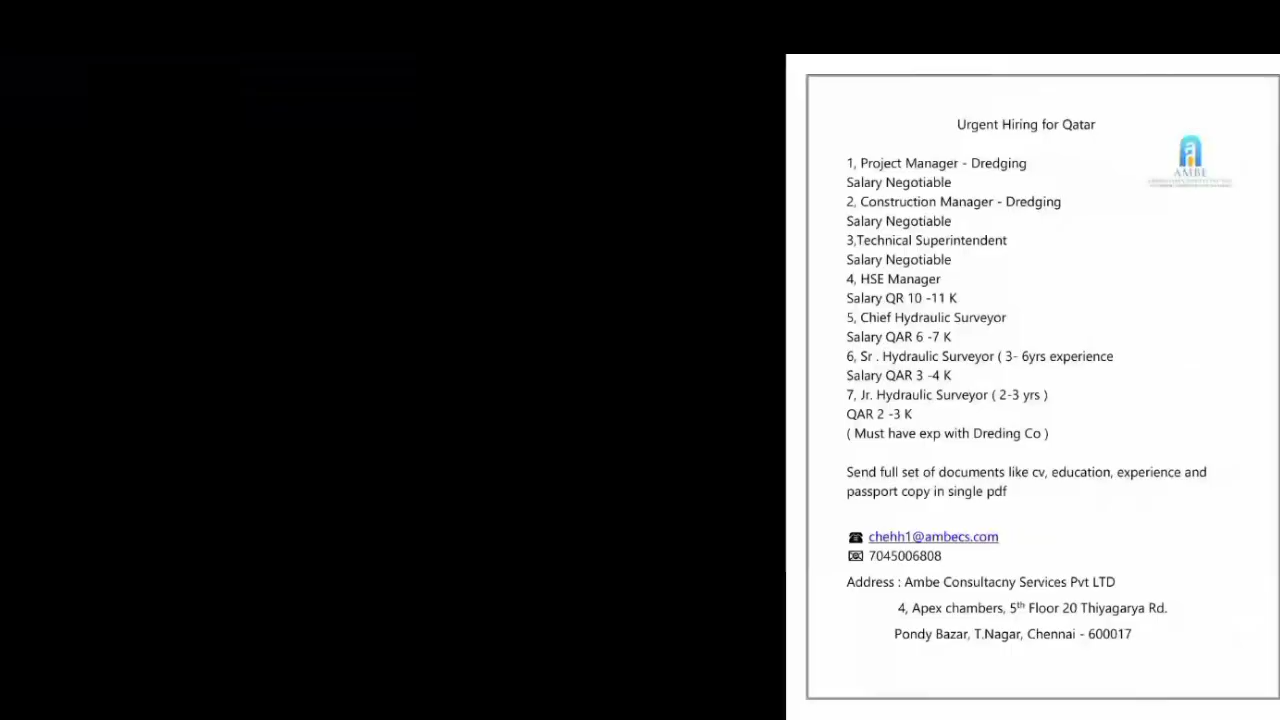 Urgent Hiring for Qatar
AMBE
1, Project Manager - Dredging
Salary Negotiable
2, Construction Manager - Dredging
Salary Negotiable
3,Technical Superintendent
Salary Negotiable
4, HSE Manager
Salary QR 10 -11 K
5, Chief Hydraulic Surveyor
Salary QAR 6 -7 K
6, Sr . Hydraulic Surveyor ( 3- 6yrs experience
Salary QAR 3 -4 K
7, Jr. Hydraulic Surveyor ( 2-3 yrs )
QAR 2 -3 K
( Must have exp with Dreding Co )
Send full set of documents like cv, education, experience and
passport copy in single pdf
chehh1@ambecs.com
7045006808
Address : Ambe Consultacny Services Pvt LTD
4, Apex chambers, 5th Floor 20 Thiyagarya Rd.
Pondy Bazar, T.Nagar, Chennai - 600017